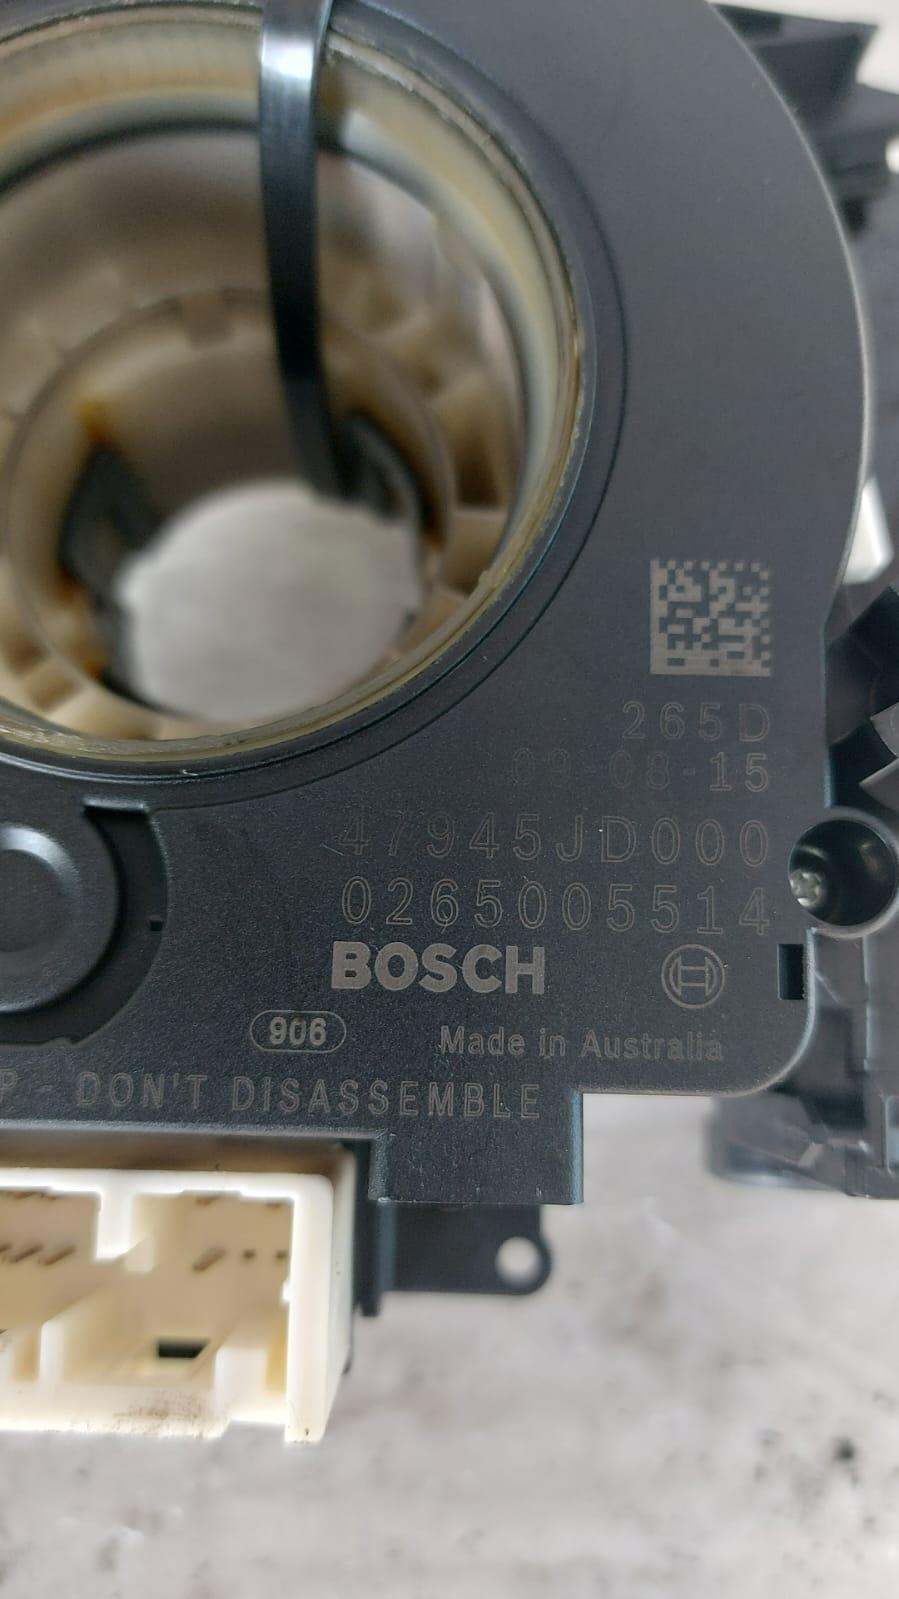 265D
09-08-15
47945JD000
0265005514
BOSCH
906
Made in Australia
P - DON'T DISASSEMBLE